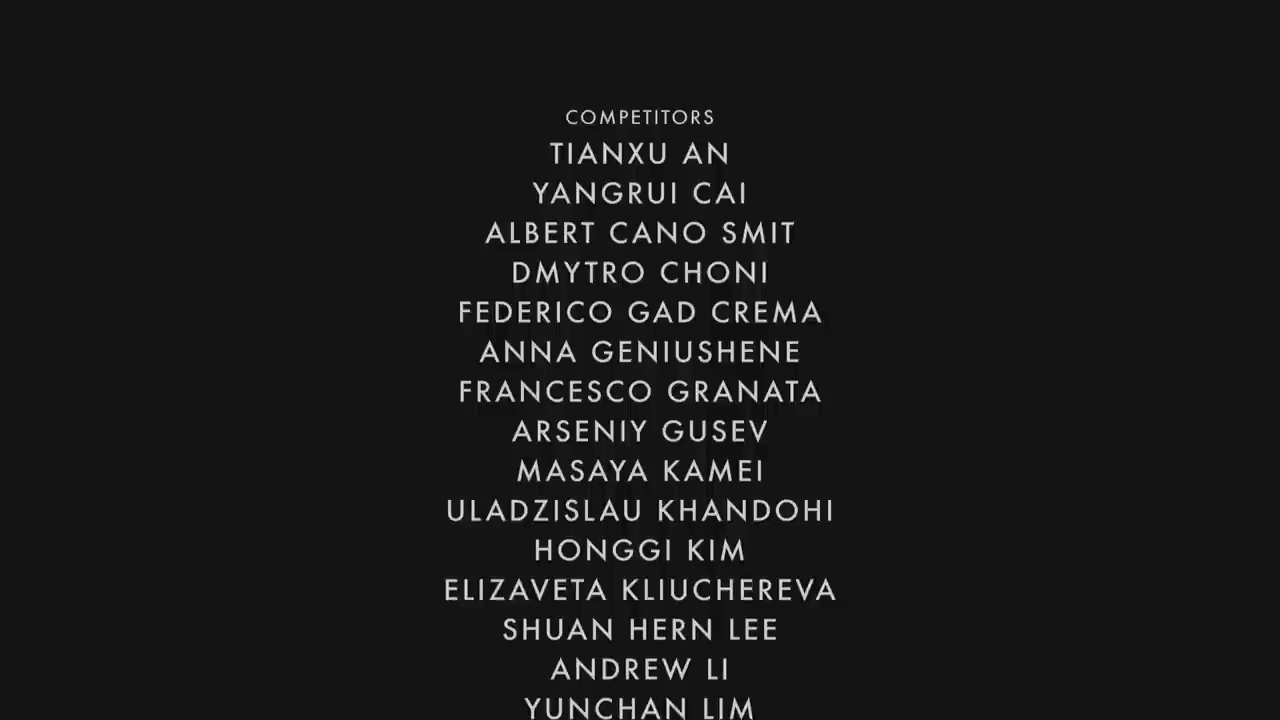 COMPETITORS
TIANXU AN
YANGRUI CAI
ALBERT CANO SMIT
DMYTRO CHONI
FEDERICO GAD CREMA
ANNA GENIUSHENE
FRANCESCO GRANATA
ARSENIY GUSEV
MASAYA KAMEI
ULADZISLAU KHANDOHI
HONGGI KIM
ELIZAVETA KLIUCHEREVA
SHUAN HERN LEE
ANDREW LI
YUNCHAN LIM